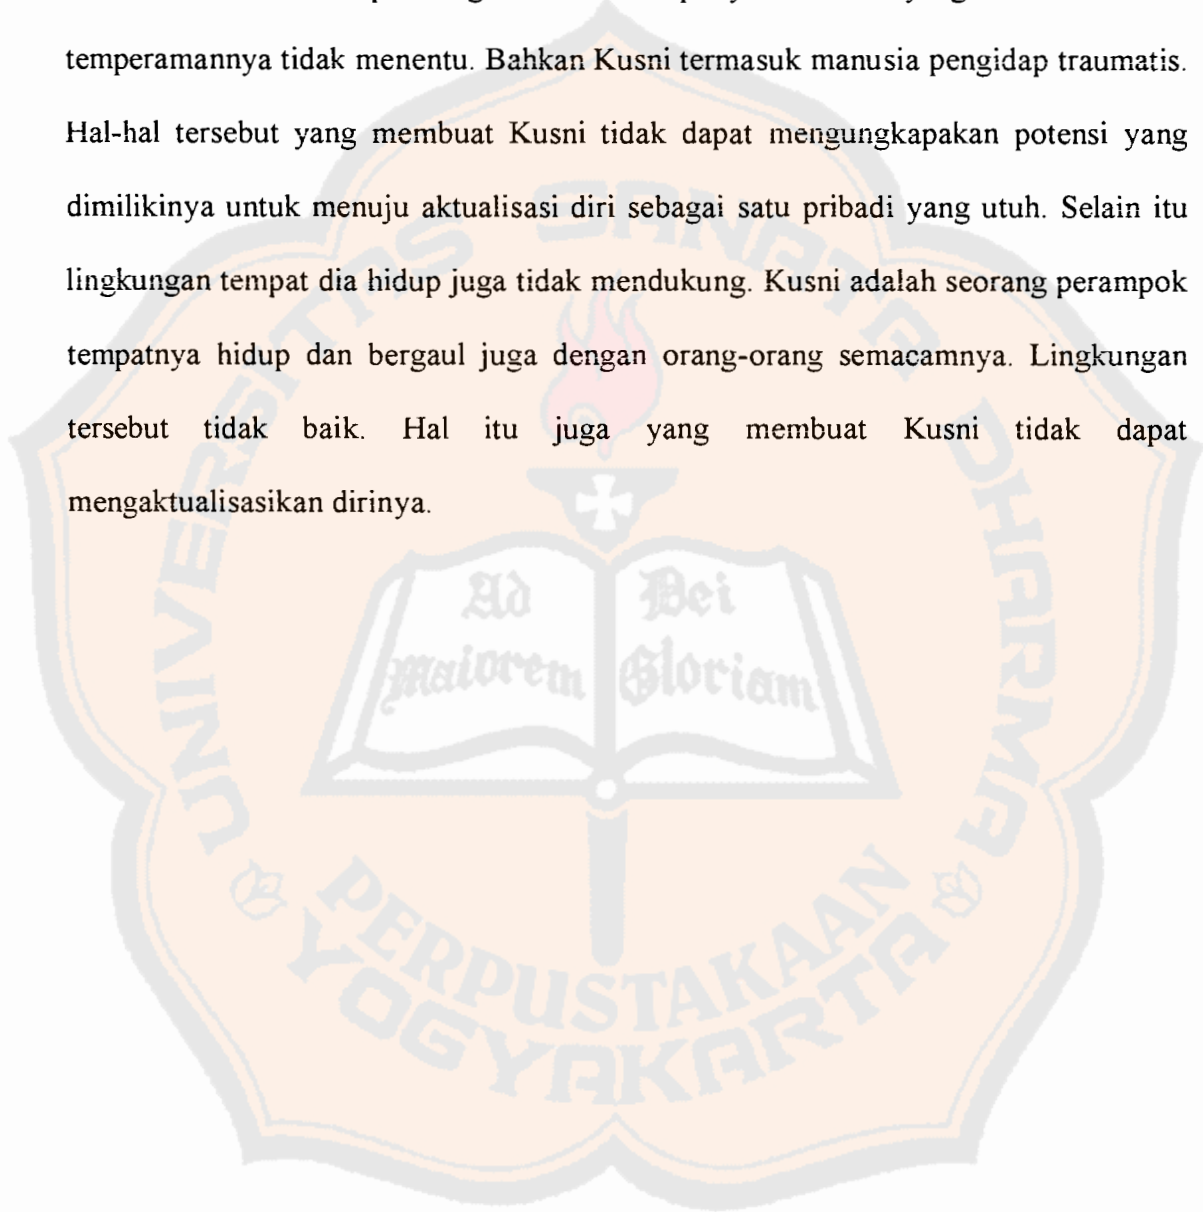 temperamannya tidak menentu. Bahkan Kusni termasuk manusia pengidap traumatis.
Hal-hal tersebut yang membuat Kusni tidak dapat mengungkapakan potensi yang
dimilikinya untuk menuju aktualisasi diri sebagai satu pribadi yang utuh. Selain itu
lingkungan tempat dia hidup juga tidak mendukung. Kusni adalah seorang perampok
tempatnya hidup dan bergaul juga dengan orang-orang semacamnya. Lingkungan
tersebut tidak baik. Hal itu juga yang membuat Kusni tidak dapat
mengaktualisasikan dirinya.
UNIVERSITAS SANATA DHARMA
Ad Dei
Maiorem Gloriam
PERPUSTAKAAN
YOGYAKARTA